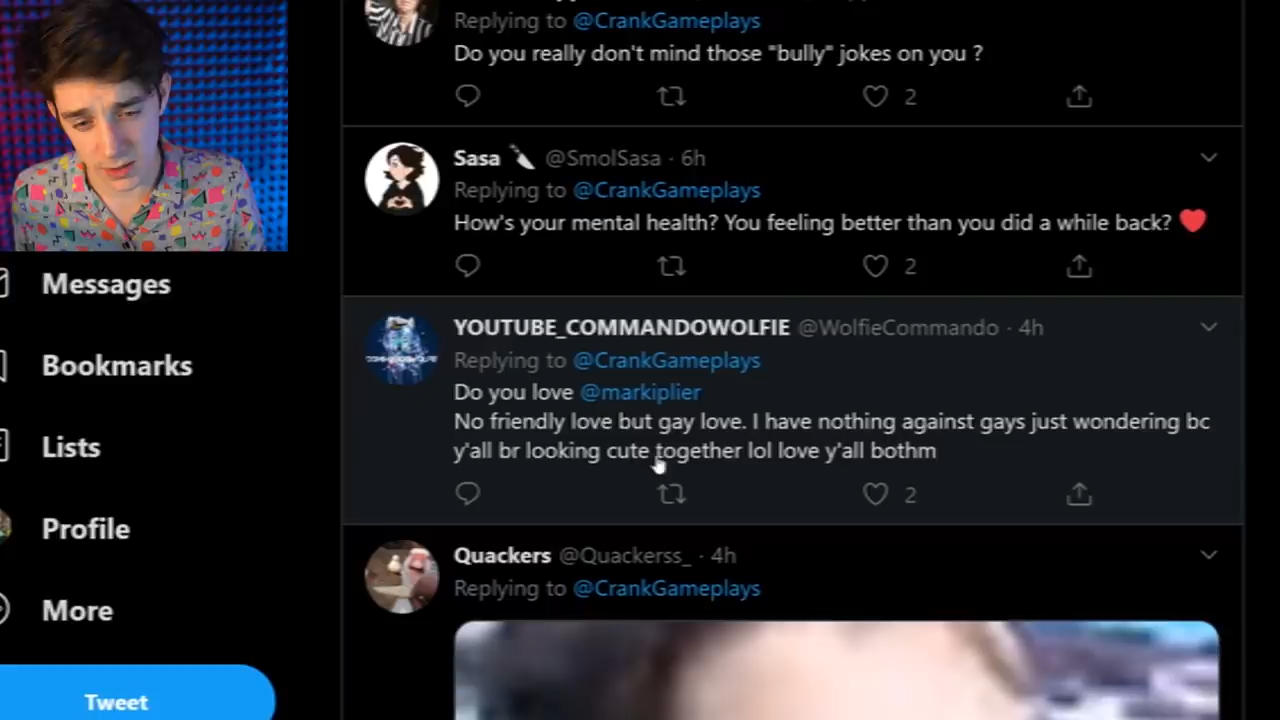 Replying to @CrankGameplays
Do you really don't mind those "bully" jokes on you ?
2
Sasa @SmolSasa · 6h
Replying to @CrankGameplays
How's your mental health? You feeling better than you did a while back? ❤️
2
YOUTUBE_COMMANDOWOLFIE @WolfieCommando · 4h
Replying to @CrankGameplays
Do you love @markiplier
No friendly love but gay love. I have nothing against gays just wondering bc
y'all br looking cute together lol love y'all bothm
2
Quackers @Quackerss_ · 4h
Replying to @CrankGameplays
Messages
Bookmarks
Lists
Profile
More
Tweet